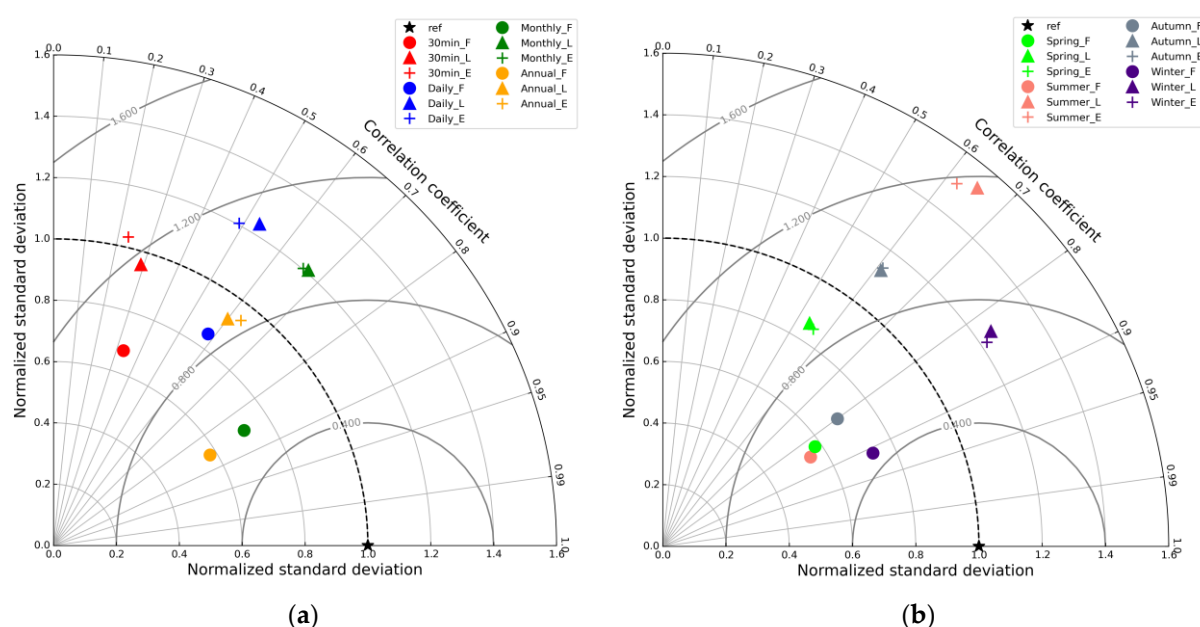 ref
30min_F
30min_L
30min_E
Daily_F
Daily_L
Daily_E
Monthly_F
Monthly_L
Monthly_E
Annual_F
Annual_L
Annual_E
0.0
0.1
0.2
0.3
0.4
0.5
0.6
0.7
0.8
0.9
0.95
0.99
1.0
Correlation coefficient
1.6
1.4
1.2
1.0
0.8
0.6
0.4
0.2
0.0
Normalized standard deviation
1.600
1.200
0.800
0.400
0.0
0.2
0.4
0.6
0.8
1.0
1.2
1.4
1.6
Normalized standard deviation
(a)
ref
Spring_F
Spring_L
Spring_E
Summer_F
Summer_L
Summer_E
Autumn_F
Autumn_L
Autumn_E
Winter_F
Winter_L
Winter_E
0.0
0.1
0.2
0.3
0.4
0.5
0.6
0.7
0.8
0.9
0.95
0.99
1.0
Correlation coefficient
1.6
1.4
1.2
1.0
0.8
0.6
0.4
0.2
0.0
Normalized standard deviation
1.600
1.200
0.800
0.400
0.0
0.2
0.4
0.6
0.8
1.0
1.2
1.4
1.6
Normalized standard deviation
(b)